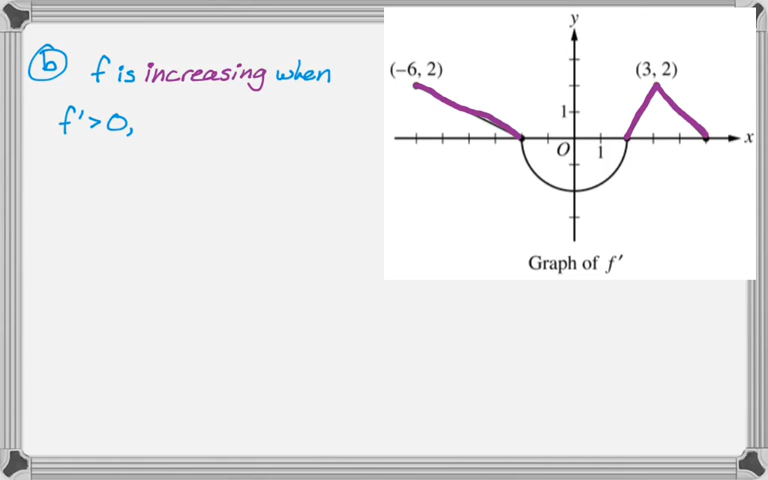 b f is increasing when
f'>0,
y
(−6, 2)
(3, 2)
1
x
O 1
Graph of f′